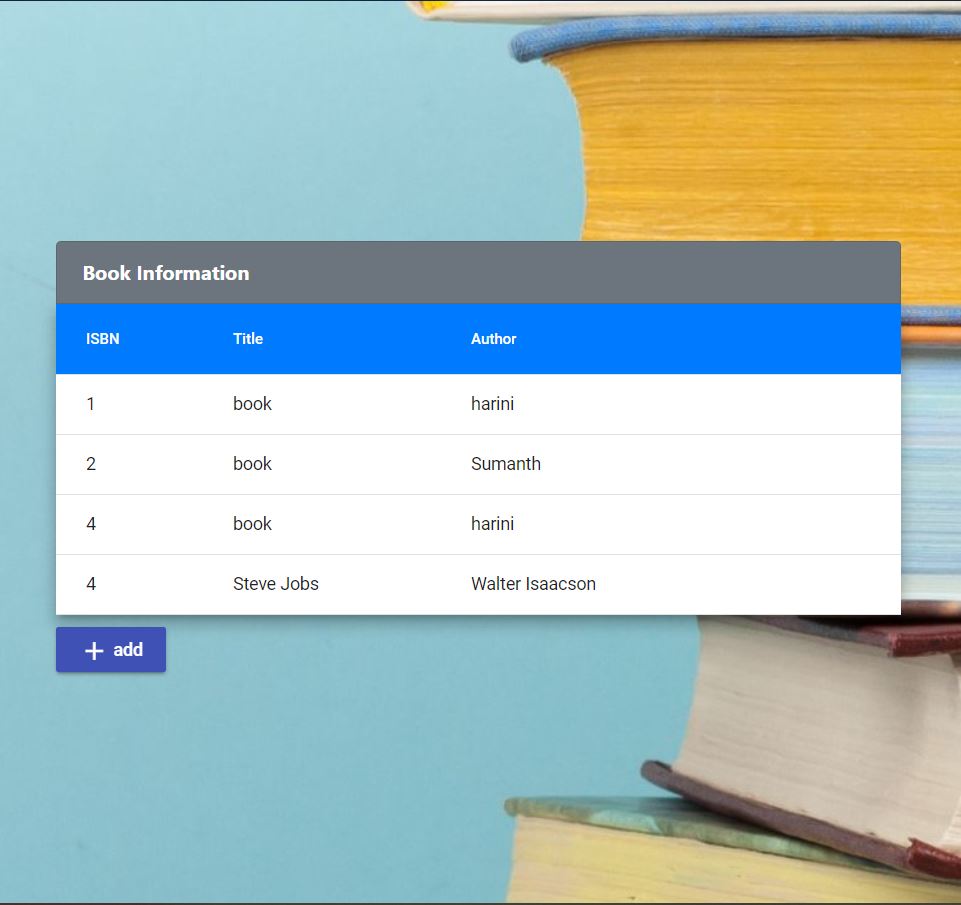 Book Information
ISBN Title Author
1 book harini
2 book Sumanth
4 book harini
4 Steve Jobs Walter Isaacson
+ add